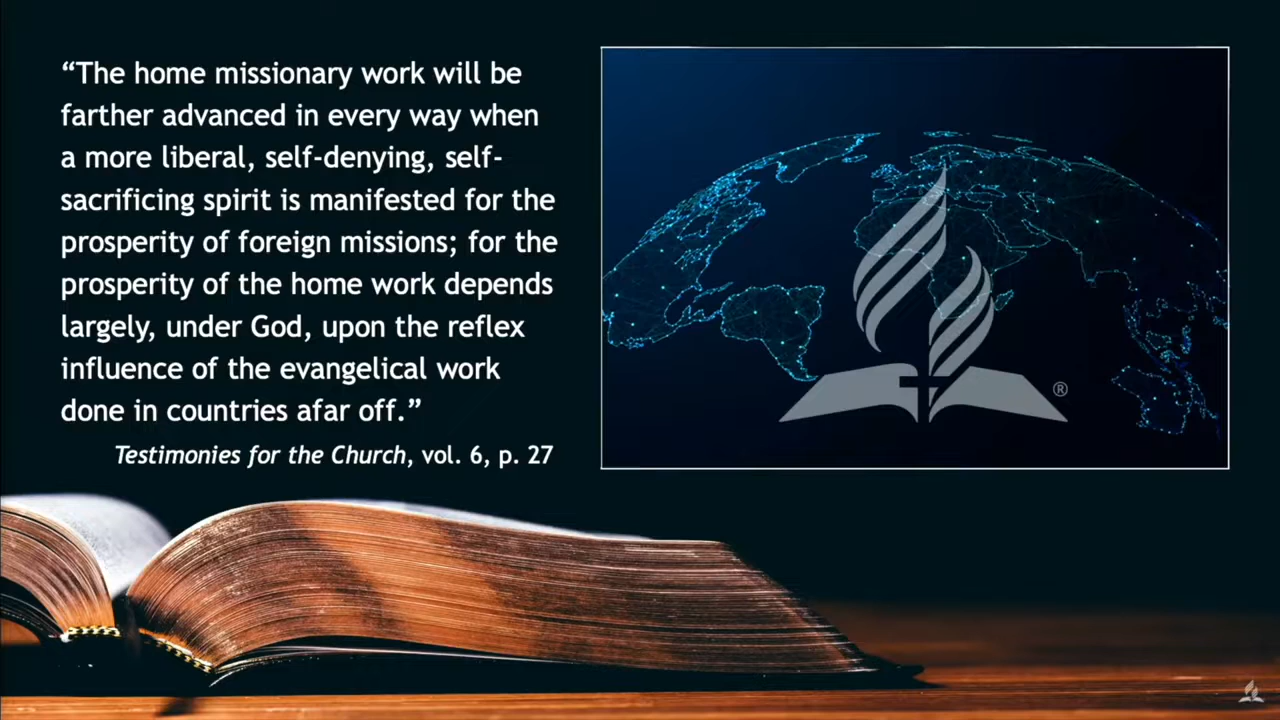 “The home missionary work will be
farther advanced in every way when
a more liberal, self-denying, self-
sacrificing spirit is manifested for the
prosperity of foreign missions; for the
prosperity of the home work depends
largely, under God, upon the reflex
influence of the evangelical work
done in countries afar off.”
Testimonies for the Church, vol. 6, p. 27
®